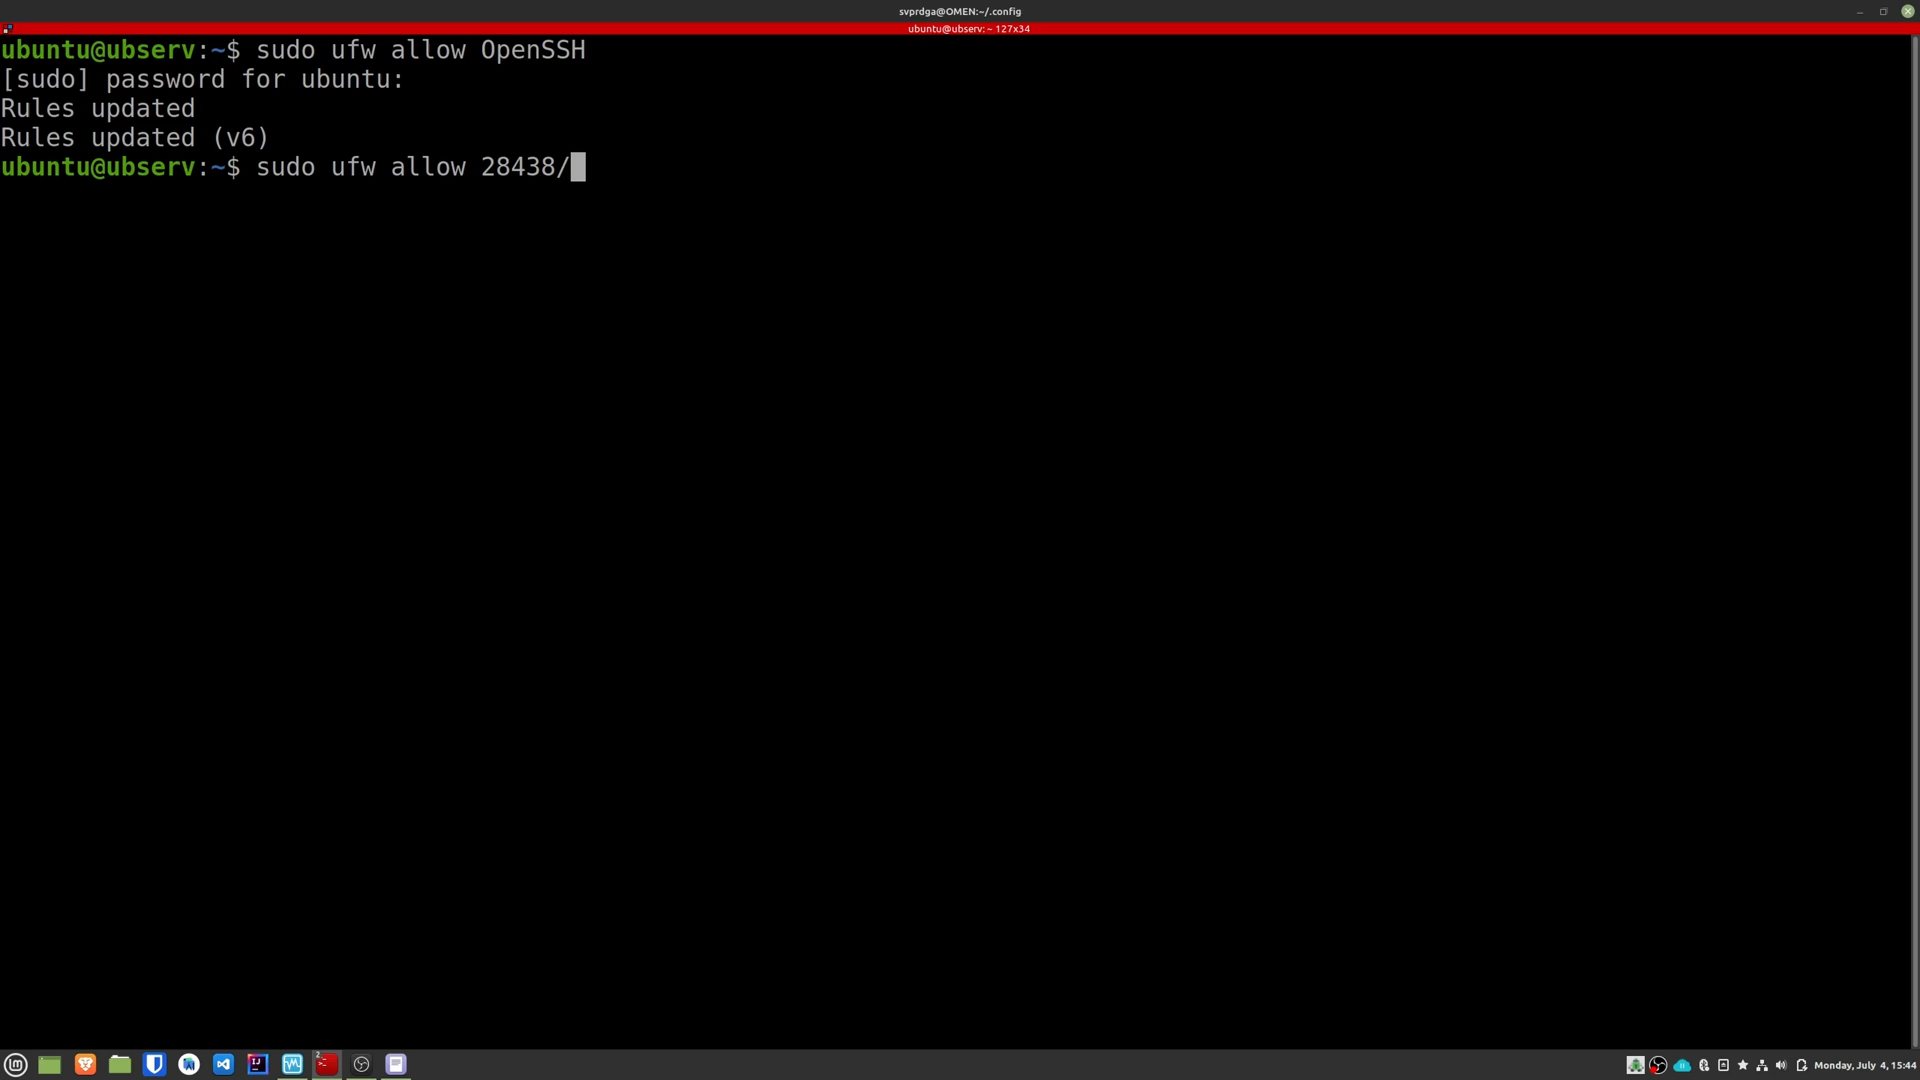 svprdga@OMEN:~/.config
ubuntu@ubserv: ~ 127x34
ubuntu@ubserv:~$ sudo ufw allow OpenSSH
[sudo] password for ubuntu:
Rules updated
Rules updated (v6)
ubuntu@ubserv:~$ sudo ufw allow 28438/
2
Monday, July 4, 15:44